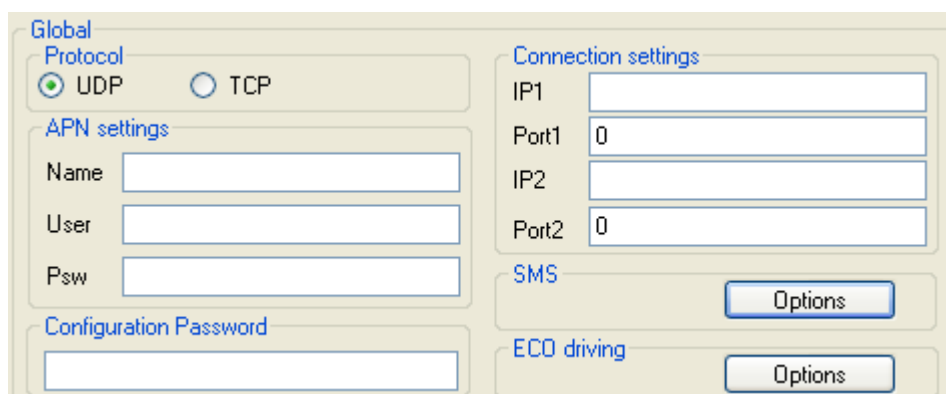 Global
Protocol
UDP TCP
APN settings
Name
User
Psw
Configuration Password
Connection settings
IP1
Port1 0
IP2
Port2 0
SMS
Options
ECO driving
Options